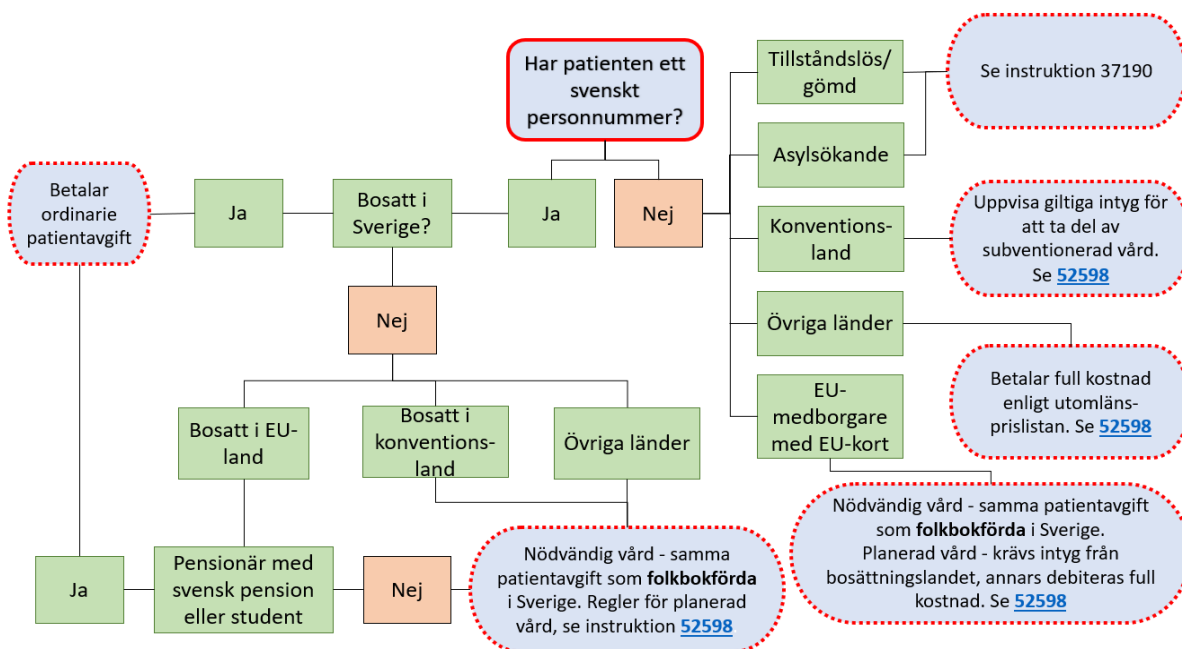 Har patienten ett
svenskt
personnummer?
Tillståndslös/
gömd
Se instruktion 37190
Asylsökande
Betalar
ordinarie
patientavgift
Ja
Bosatt i
Sverige?
Ja
Nej
Konventions-
land
Uppvisa giltiga intyg för
att ta del av
subventionerad vård.
Se 52598
Nej
Övriga länder
Betalar full kostnad
enligt utomläns-
prislistan. Se 52598
Bosatt i EU-
land
Bosatt i
konventions-
land
Övriga länder
EU-
medborgare
med EU-kort
Nödvändig vård - samma patientavgift
som folkbokförda i Sverige.
Planerad vård - krävs intyg från
bosättningslandet, annars debiteras full
kostnad. Se 52598
Ja
Pensionär med
svensk pension
eller student
Nej
Nödvändig vård - samma
patientavgift som folkbokförda
i Sverige. Regler för planerad
vård, se instruktion 52598